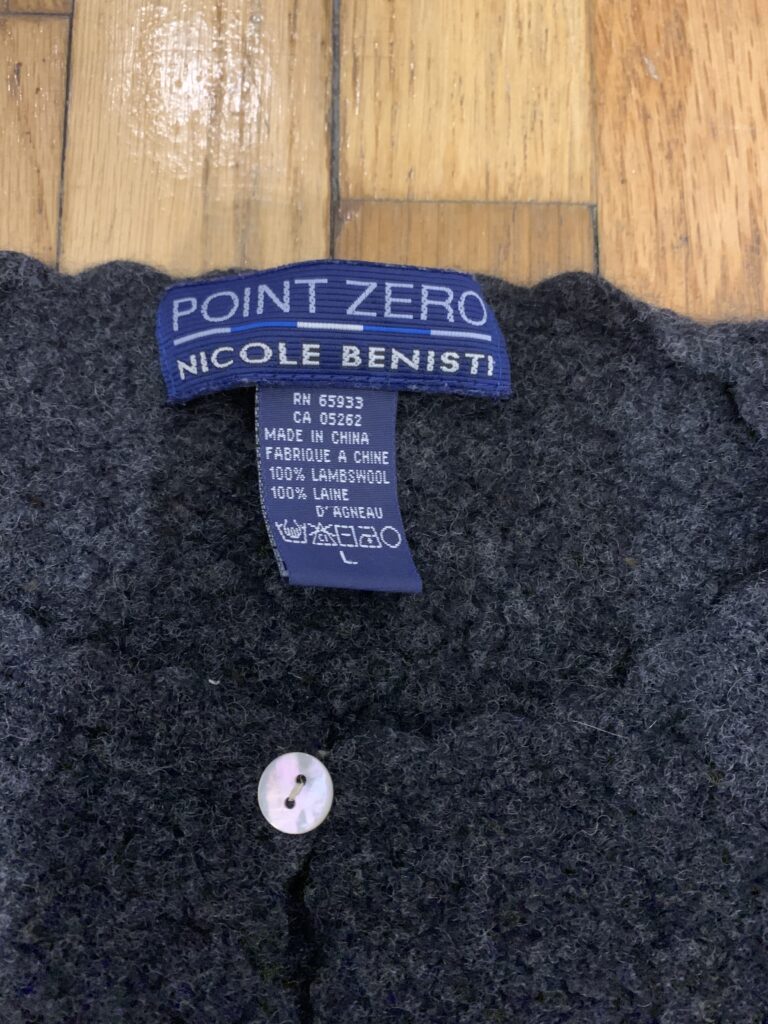 POINT ZERO
NICOLE BENISTI
RN 65933
CA 05262
MADE IN CHINA
FABRIQUE A CHINE
100% LAMBSWOOL
100% LAINE
D'AGNEAU
L